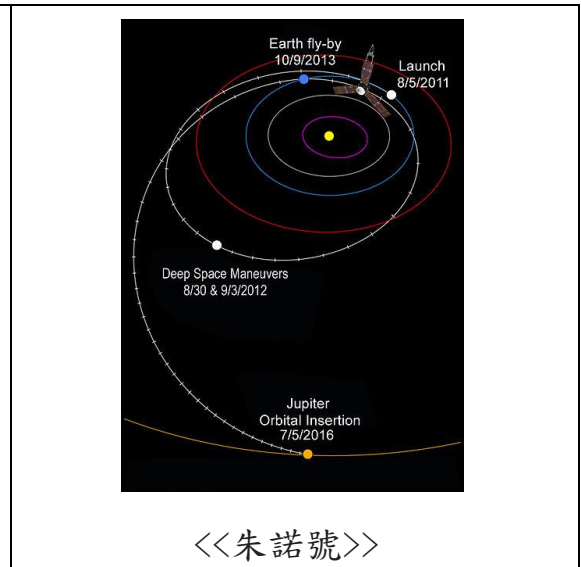 Earth fly-by
10/9/2013
Launch
8/5/2011
Deep Space Maneuvers
8/30 & 9/3/2012
Jupiter
Orbital Insertion
7/5/2016
<<朱諾號>>